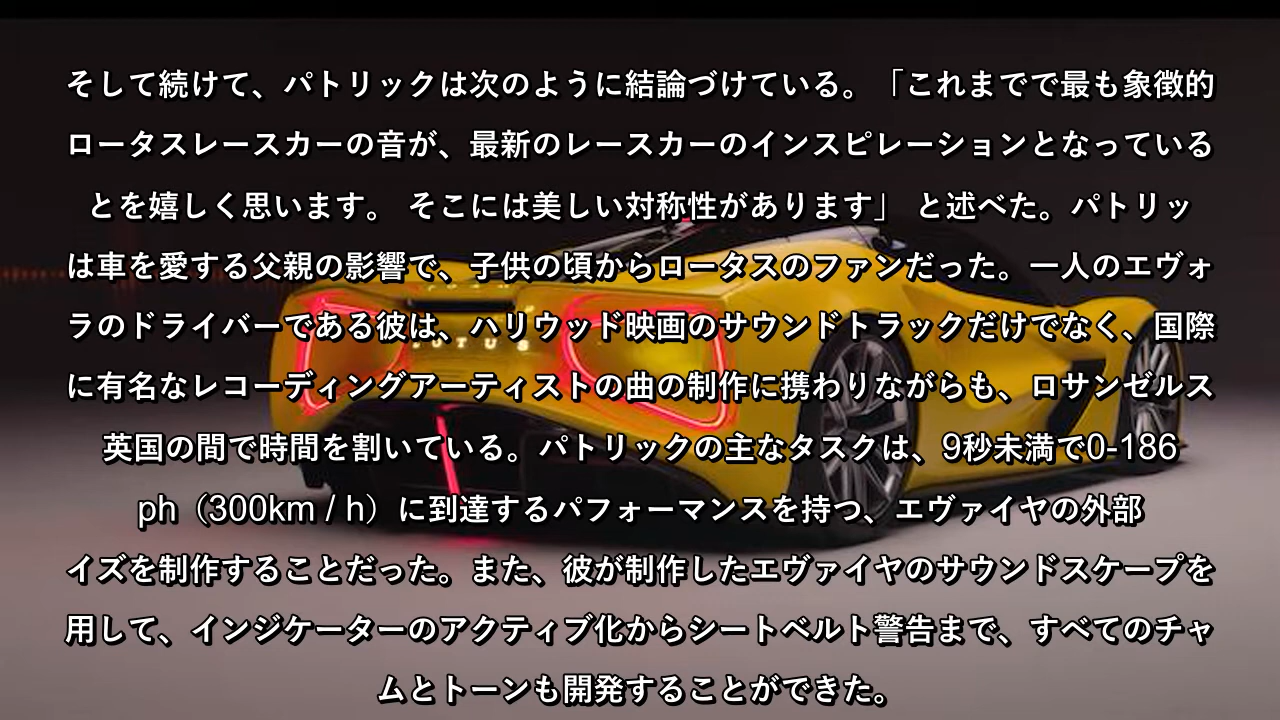 そして続けて、パトリックは次のように結論づけている。「これまでで最も象徴的
ロータスレースカーの音が、最新のレースカーのインスピレーションとなっている
とを嬉しく思います。 そこには美しい対称性があります」 と述べた。パトリッ
は車を愛する父親の影響で、子供の頃からロータスのファンだった。一人のエヴォ
ラのドライバーである彼は、ハリウッド映画のサウンドトラックだけでなく、国際
に有名なレコーディングアーティストの曲の制作に携わりながらも、ロサンゼルス
英国の間で時間を割いている。パトリックの主なタスクは、9秒未満で0-186
ph（300km / h）に到達するパフォーマンスを持つ、エヴァイヤの外部
イズを制作することだった。また、彼が制作したエヴァイヤのサウンドスケープを
用して、インジケーターのアクティブ化からシートベルト警告まで、すべてのチャ
ムとトーンも開発することができた。
LOTUS